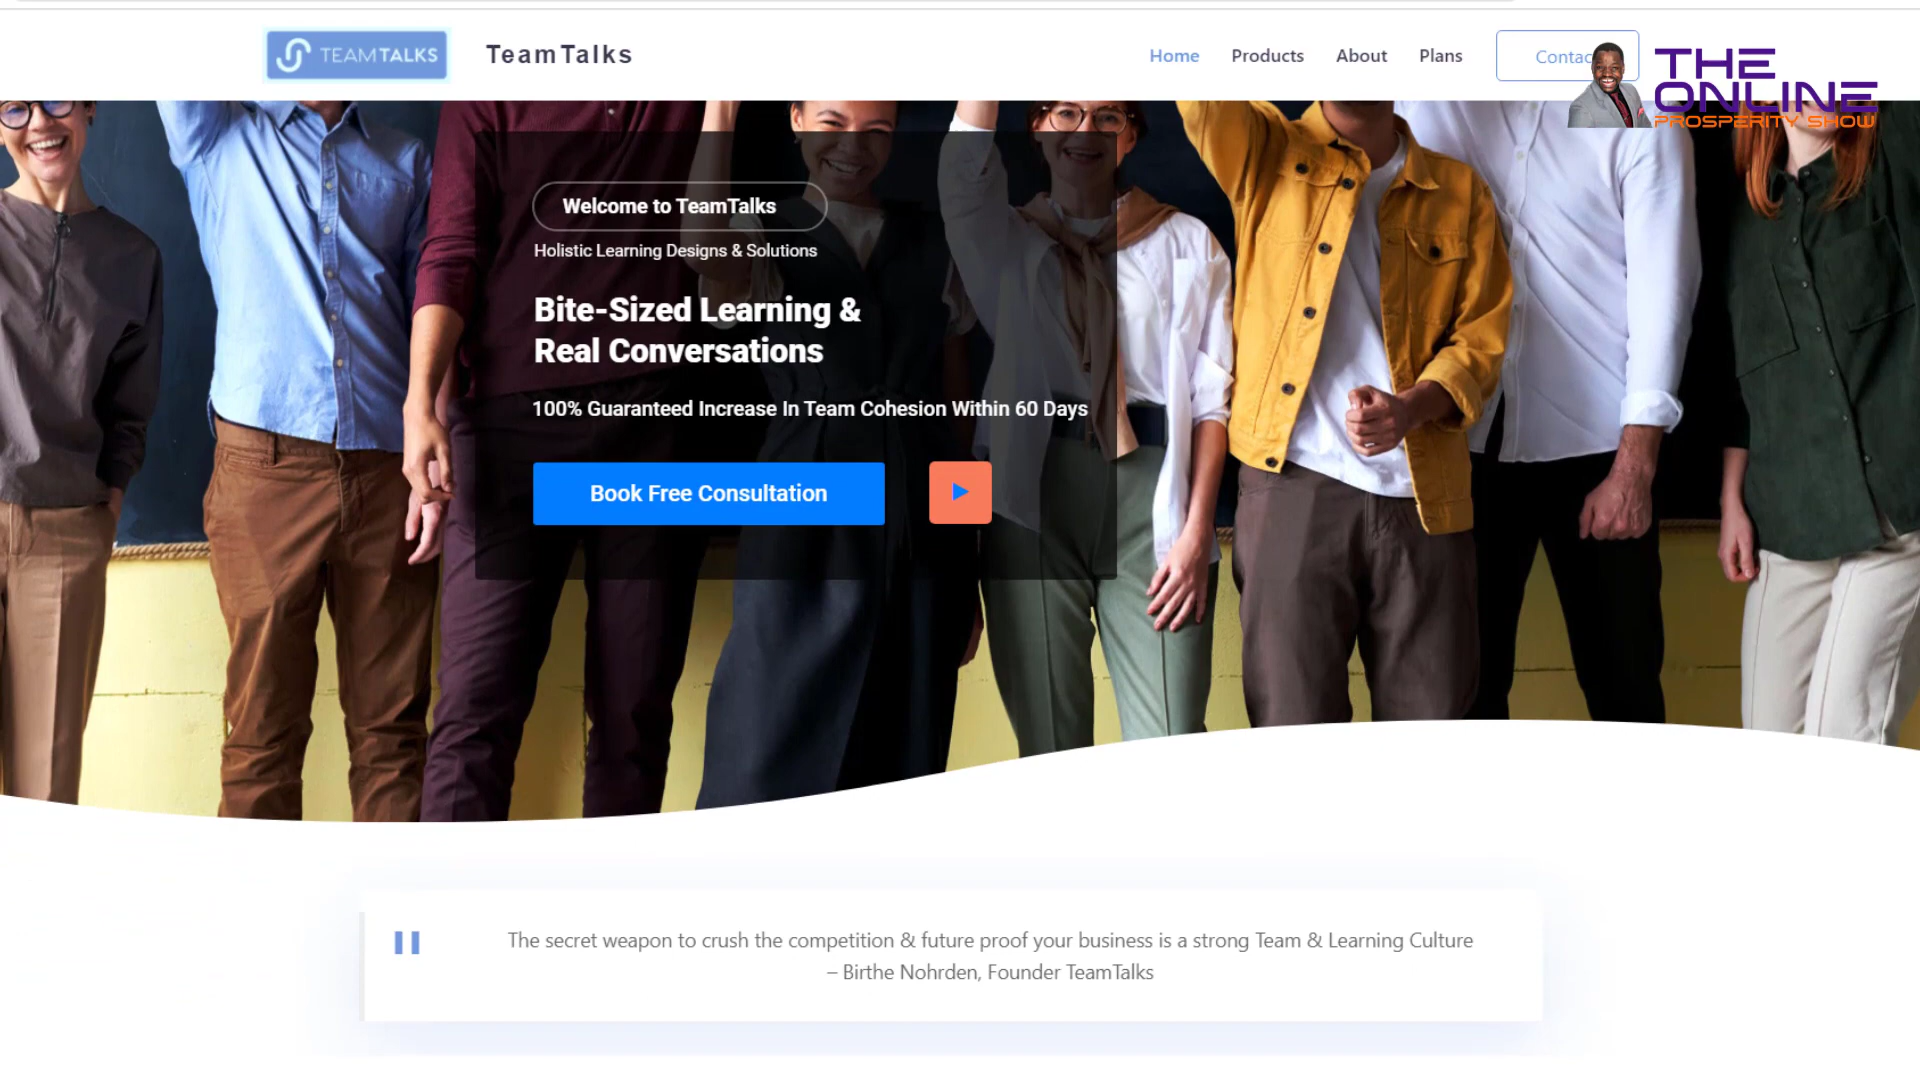 TEAMTALKS
TeamTalks
Home
Products
About
Plans
Contac
THE
ONLINE
PROSPERITY SHOW
Welcome to TeamTalks
Holistic Learning Designs & Solutions
Bite-Sized Learning &
Real Conversations
100% Guaranteed Increase In Team Cohesion Within 60 Days
Book Free Consultation
The secret weapon to crush the competition & future proof your business is a strong Team & Learning Culture
– Birthe Nohrden, Founder TeamTalks